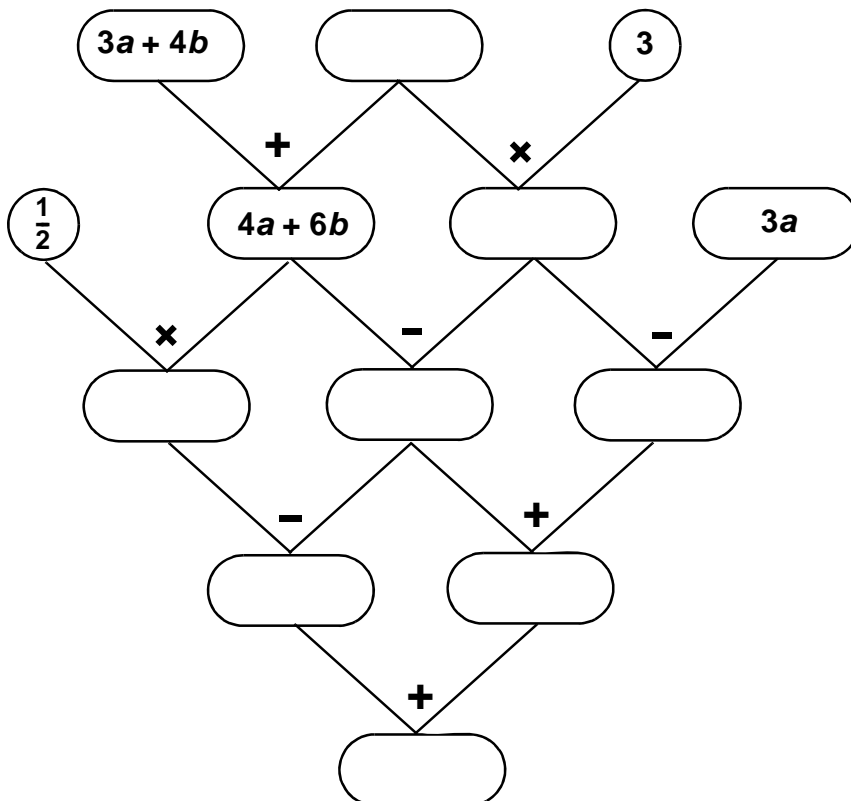 3a + 4b 3
+ ×
1/2 4a + 6b 3a
× - -
- +
+